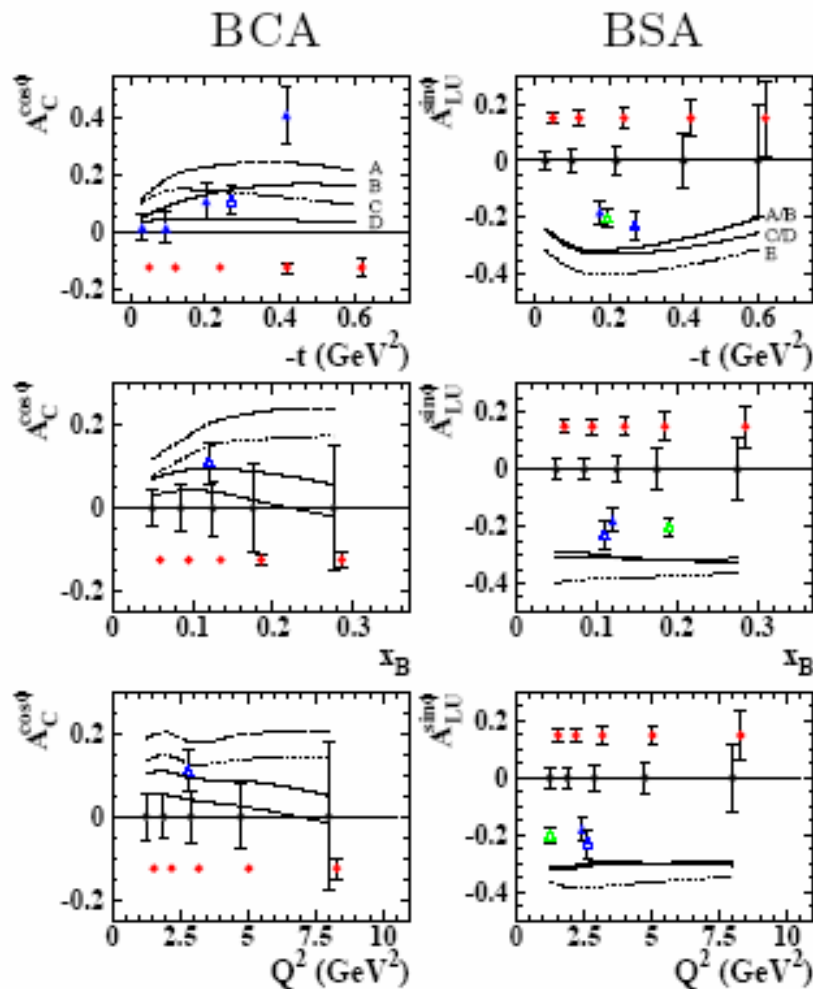 BCA BSA
A_C^cosϕ
0.4
0.2
0
-0.2
A
B
C
D
0 0.2 0.4 0.6
-t (GeV²)
A_LU^sinϕ
0.2
0
-0.2
-0.4
A/B
C/D
E
0 0.2 0.4 0.6
-t (GeV²)
A_C^cosϕ
0.2
0
-0.2
0 0.1 0.2 0.3
x_B
A_LU^sinϕ
0.2
0
-0.2
-0.4
0 0.1 0.2 0.3
x_B
A_C^cosϕ
0.2
0
-0.2
0 2.5 5 7.5 10
Q² (GeV²)
A_LU^sinϕ
0.2
0
-0.2
-0.4
0 2.5 5 7.5 10
Q² (GeV²)